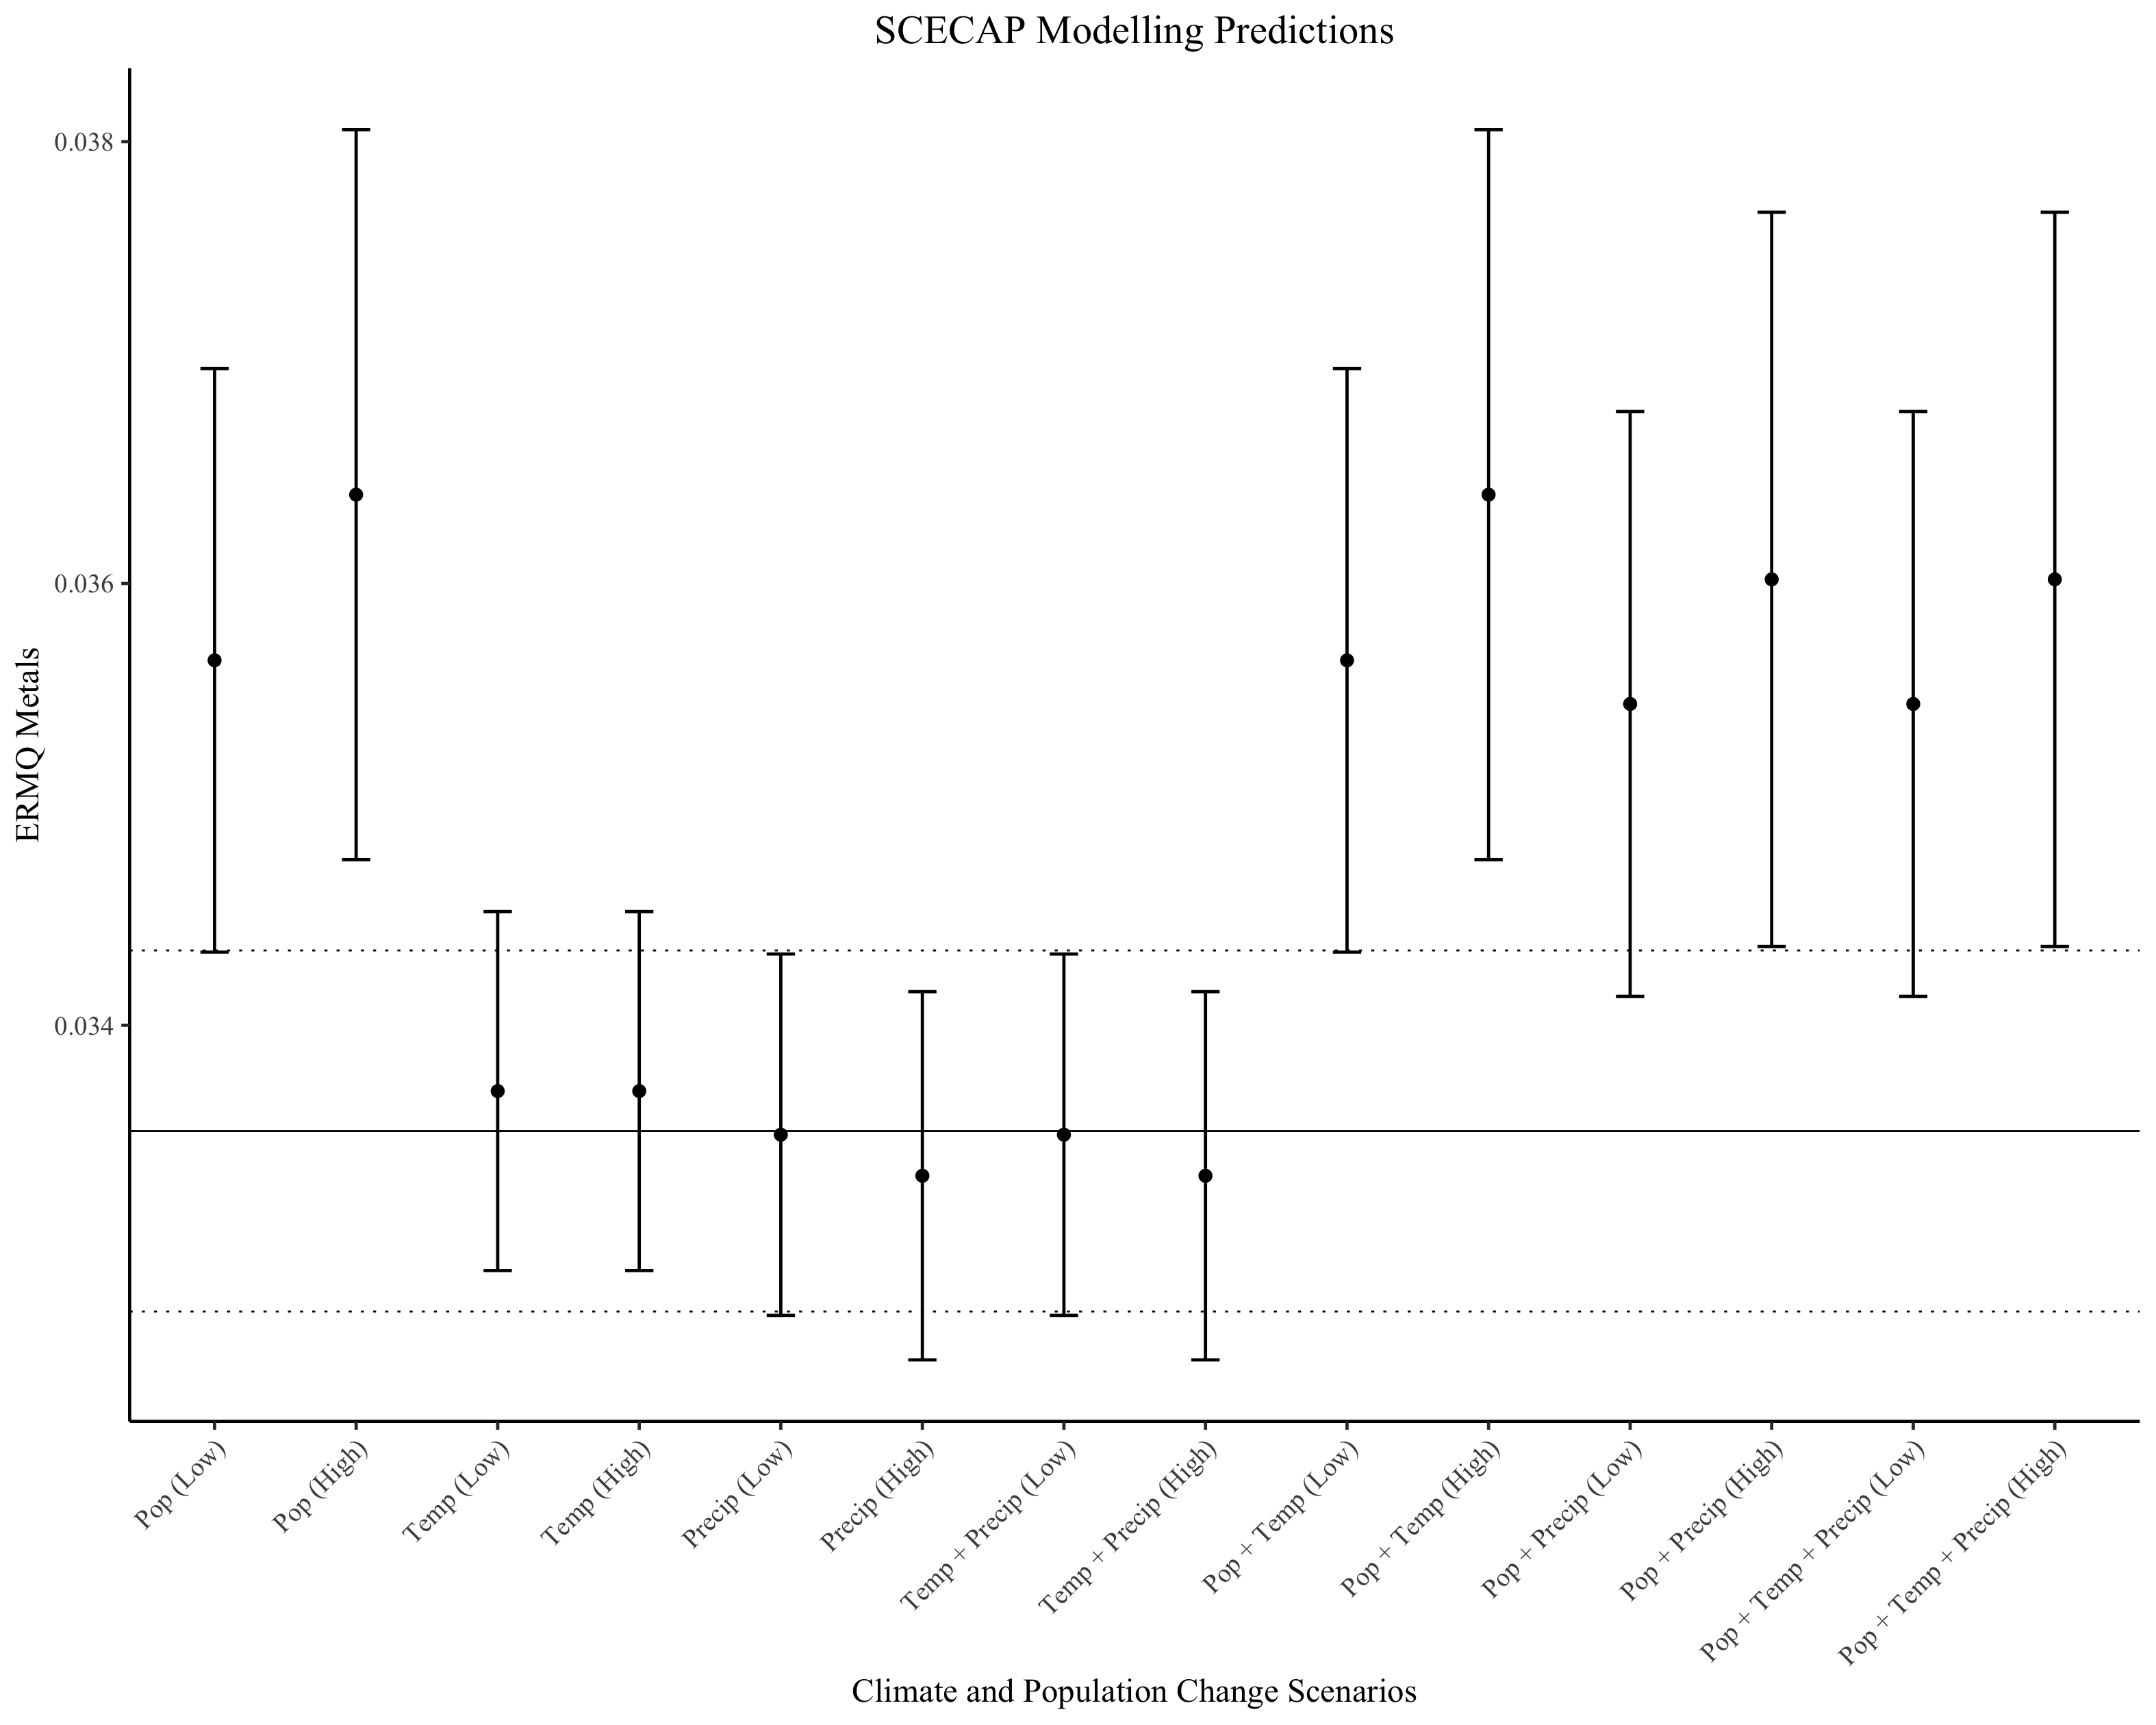 SCECAP Modelling Predictions
0.038
0.036
0.034
ERMQ Metals
Pop (Low)
Pop (High)
Temp (Low)
Temp (High)
Precip (Low)
Precip (High)
Temp + Precip (Low)
Temp + Precip (High)
Pop + Temp (Low)
Pop + Temp (High)
Pop + Precip (Low)
Pop + Precip (High)
Pop + Temp + Precip (Low)
Pop + Temp + Precip (High)
Climate and Population Change Scenarios